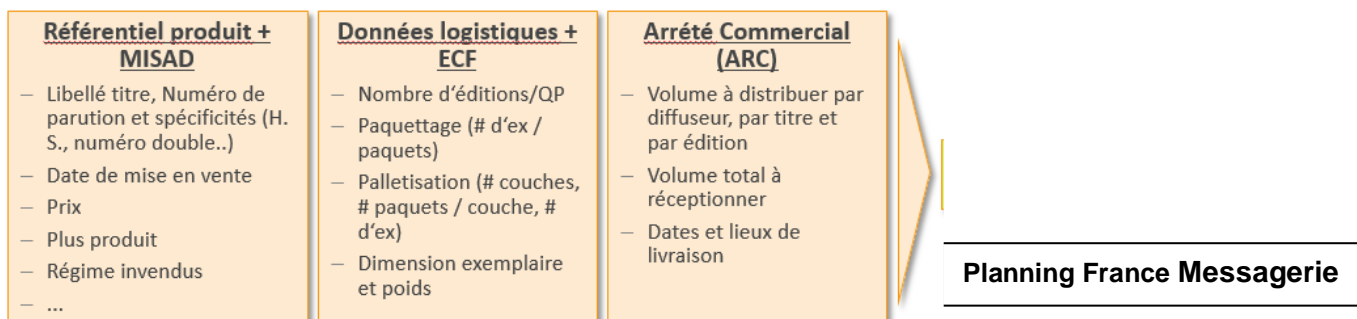 Référentiel produit +
MISAD
– Libellé titre, Numéro de
parution et spécificités (H.
S., numéro double..)
– Date de mise en vente
– Prix
– Plus produit
– Régime invendus
– ...
Données logistiques +
ECF
– Nombre d‘éditions/QP
– Paquettage (# d‘ex /
paquets)
– Palletisation (# couches,
# paquets / couche, #
d‘ex)
– Dimension exemplaire
et poids
Arrété Commercial
(ARC)
– Volume à distribuer par
diffuseur, par titre et
par édition
– Volume total à
réceptionner
– Dates et lieux de
livraison
Planning France Messagerie